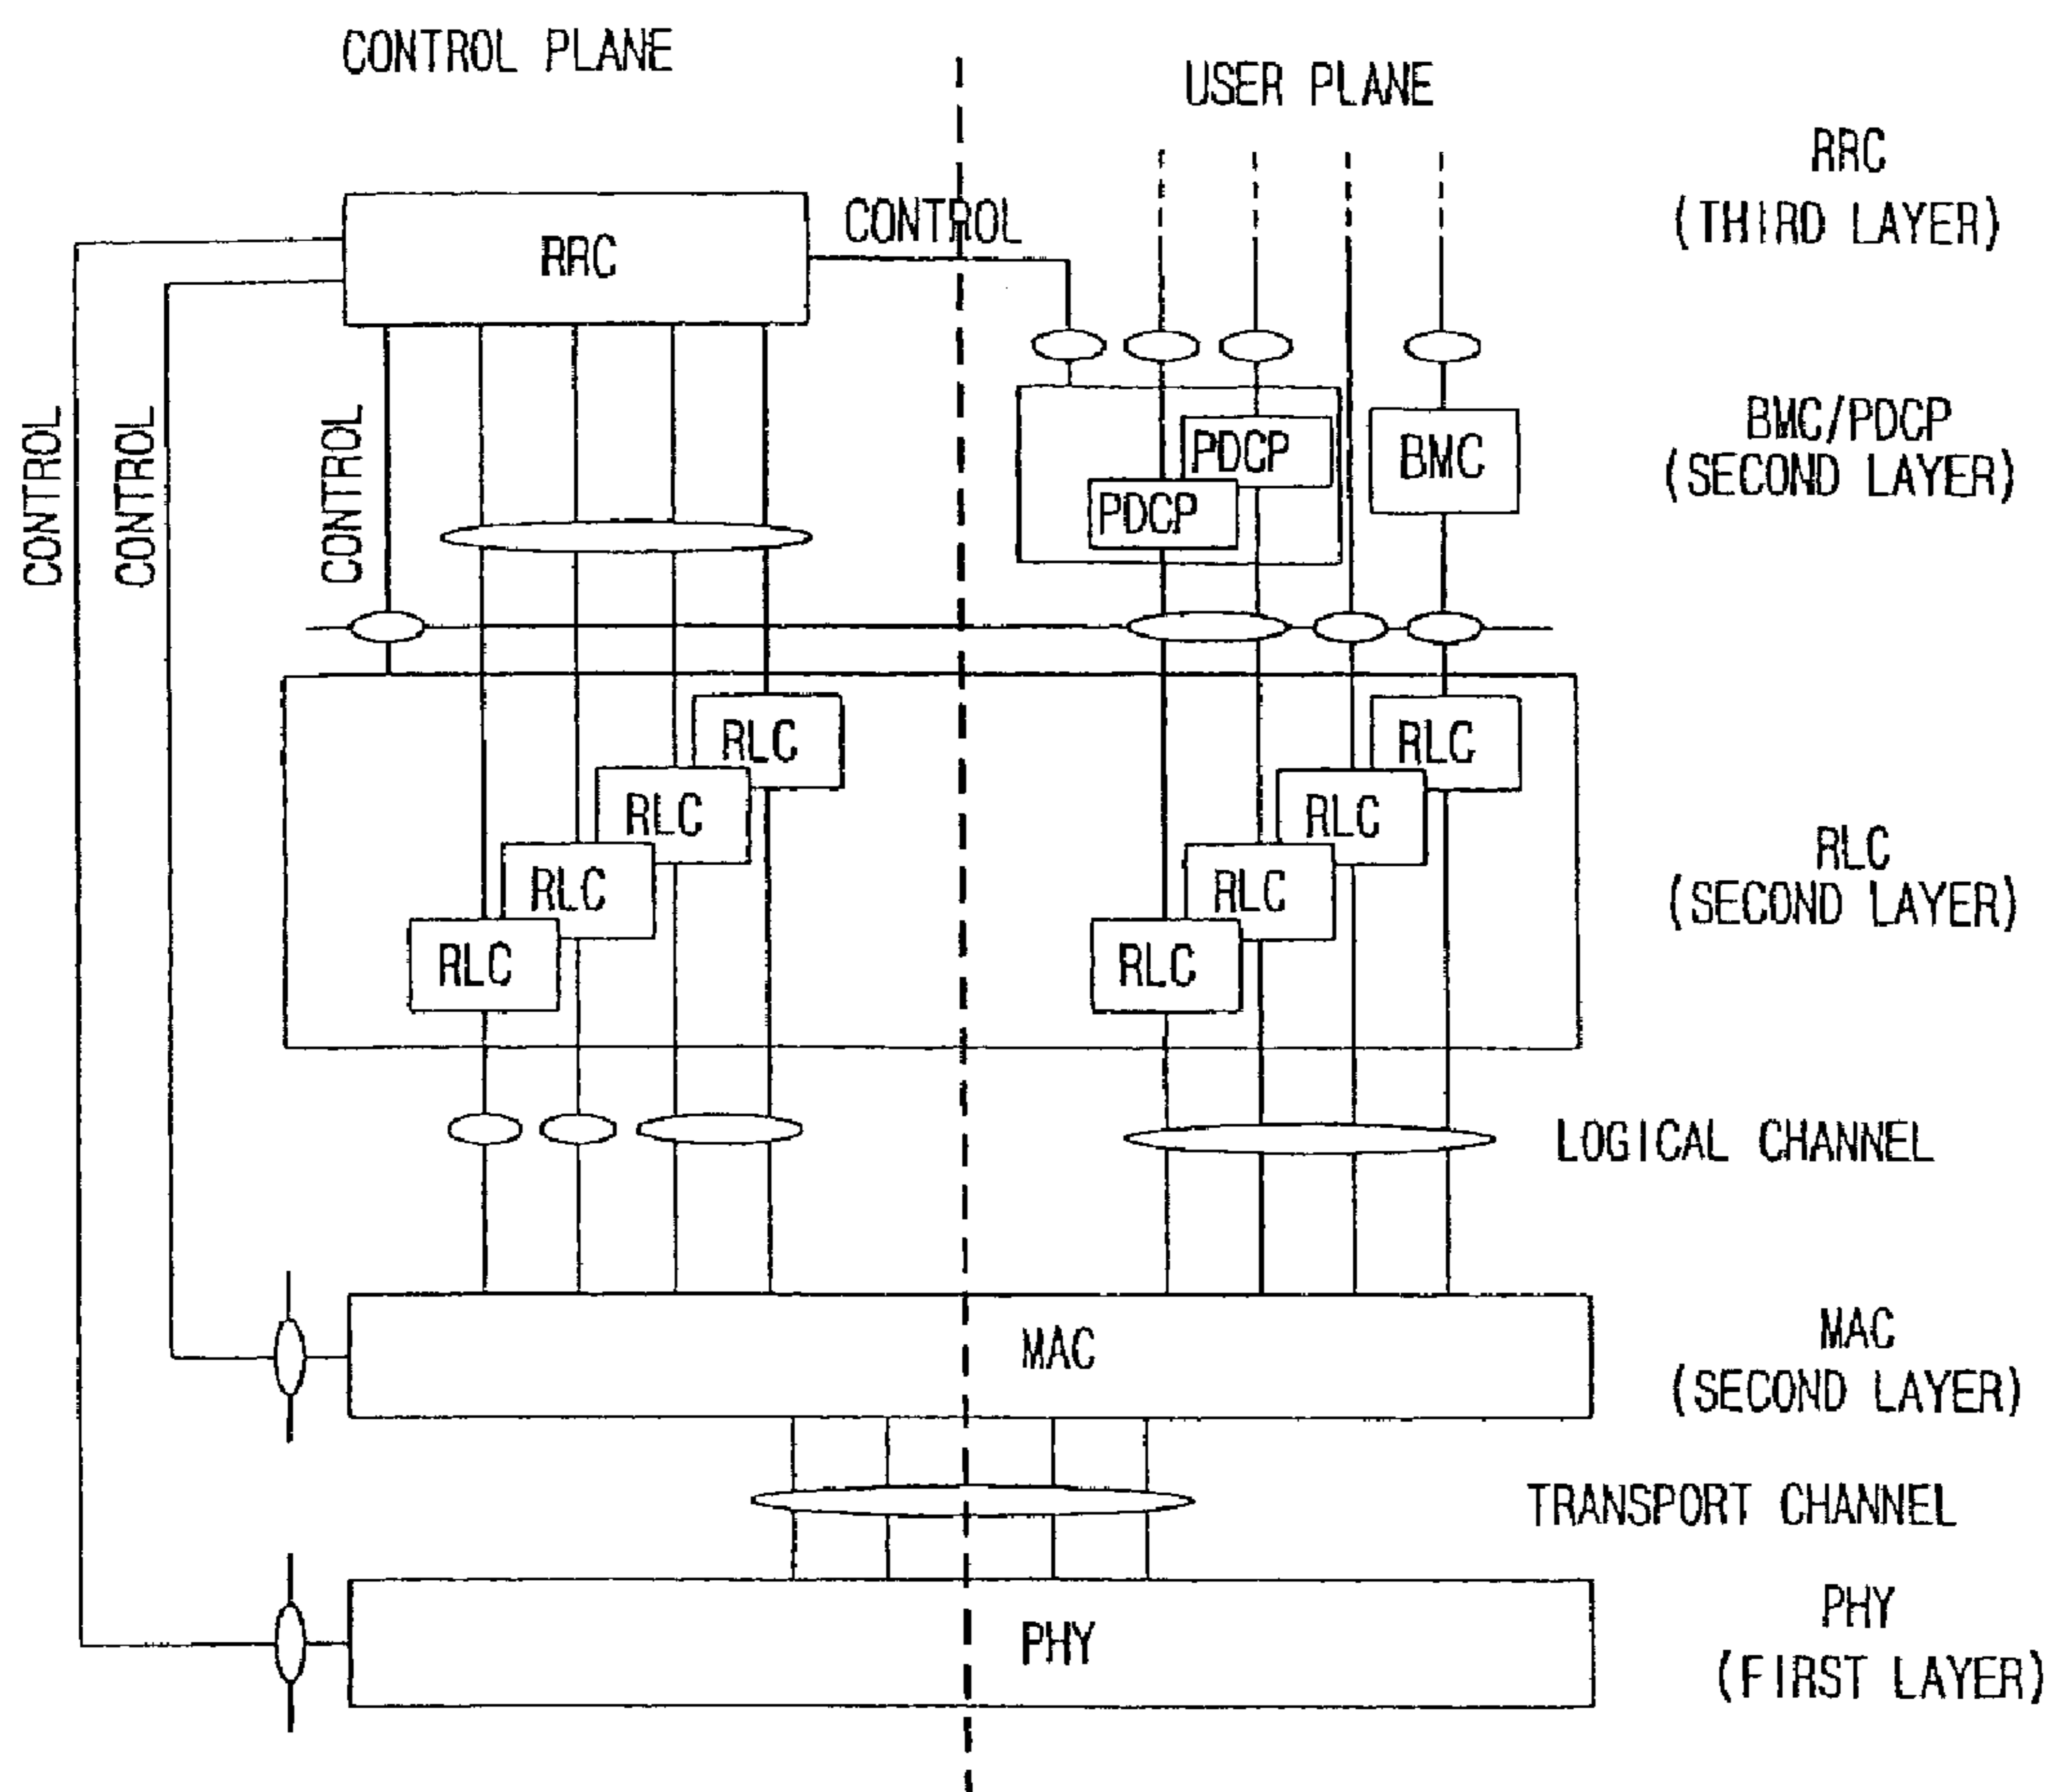 CONTROL PLANE
USER PLANE
RRC
(THIRD LAYER)
CONTROL
RRC
CONTROL
CONTROL
CONTROL
PDCP
PDCP
BMC
BMC/PDCP
(SECOND LAYER)
RLC
RLC
RLC
RLC
RLC
RLC
RLC
RLC
RLC
(SECOND LAYER)
LOGICAL CHANNEL
MAC
MAC
(SECOND LAYER)
TRANSPORT CHANNEL
PHY
PHY
(FIRST LAYER)